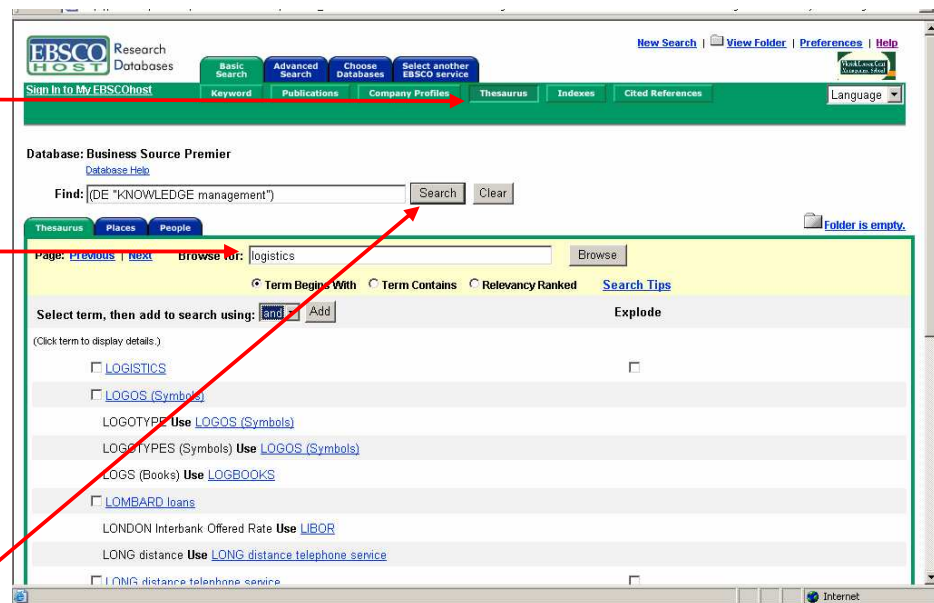 New Search | View Folder | Preferences | Help
EBSCO HOST Research Databases
Basic Search Advanced Search Choose Databases Select another EBSCO service
Sign In to My EBSCOhost
Keyword Publications Company Profiles Thesaurus Indexes Cited References
Language
Database: Business Source Premier
Database Help
Find: (DE "KNOWLEDGE management") Search Clear
Thesaurus Places People
Folder is empty.
Page: Previous | Next Browse for: logistics Browse
Term Begins With Term Contains Relevancy Ranked Search Tips
Select term, then add to search using: and Add Explode
(Click term to display details.)
LOGISTICS
LOGOS (Symbols)
LOGOTYPE Use LOGOS (Symbols)
LOGOTYPES (Symbols) Use LOGOS (Symbols)
LOGS (Books) Use LOGBOOKS
LOMBARD loans
LONDON Interbank Offered Rate Use LIBOR
LONG distance Use LONG distance telephone service
LONG distance telephone service
Internet